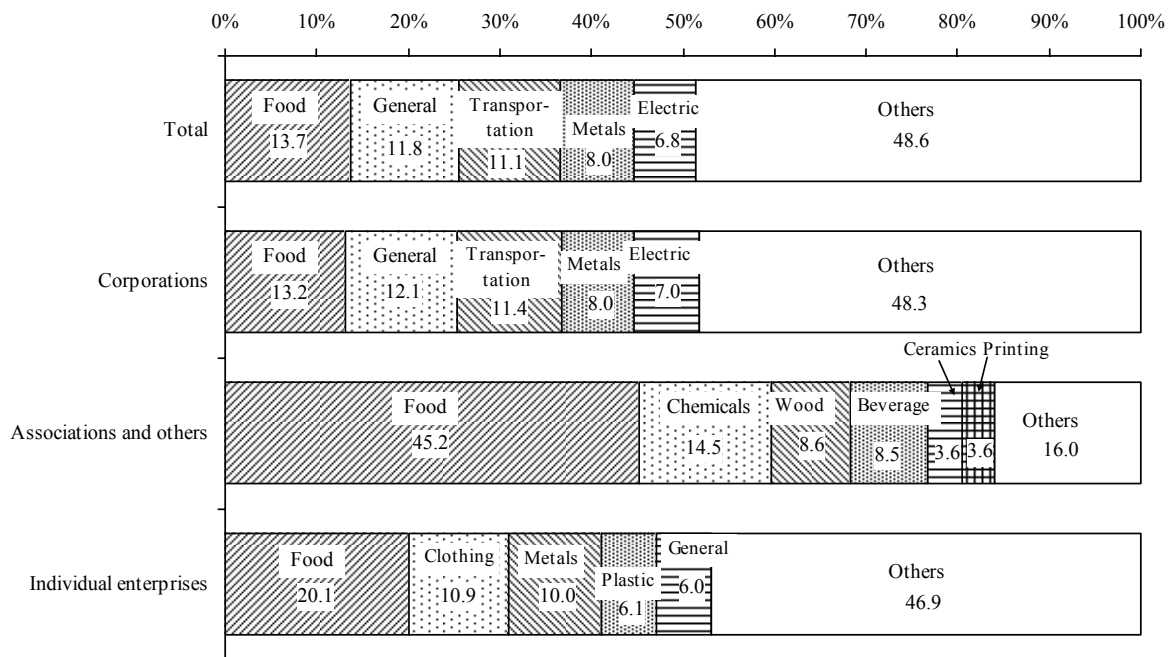 0% 10% 20% 30% 40% 50% 60% 70% 80% 90% 100%
Total
Food
13.7
General
11.8
Transpor-
tation
11.1
Metals
8.0
Electric
6.8
Others
48.6
Corporations
Food
13.2
General
12.1
Transpor-
tation
11.4
Metals
8.0
Electric
7.0
Others
48.3
Associations and others
Food
45.2
Chemicals
14.5
Wood
8.6
Beverage
8.5
Ceramics Printing
3.6
3.6
Others
16.0
Individual enterprises
Food
20.1
Clothing
10.9
Metals
10.0
Plastic
6.1
General
6.0
Others
46.9